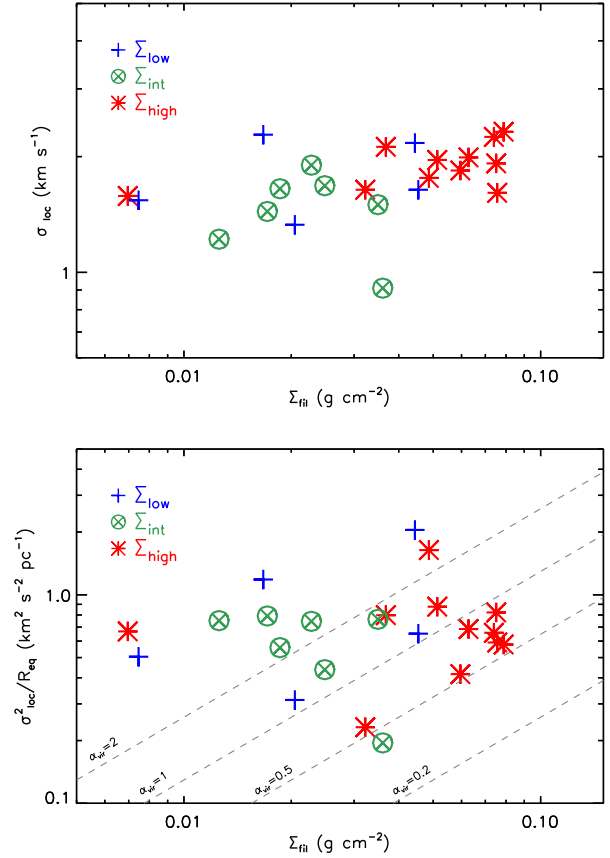 Σlow
Σint
Σhigh
σ loc (km s⁻¹)
1
0.01
0.10
Σfil (g cm⁻²)
Σlow
Σint
Σhigh
σ²loc/Req (km² s⁻² pc⁻¹)
1.0
0.1
αvir=2
αvir=1
αvir=0.5
αvir=0.2
0.01
0.10
Σfil (g cm⁻²)